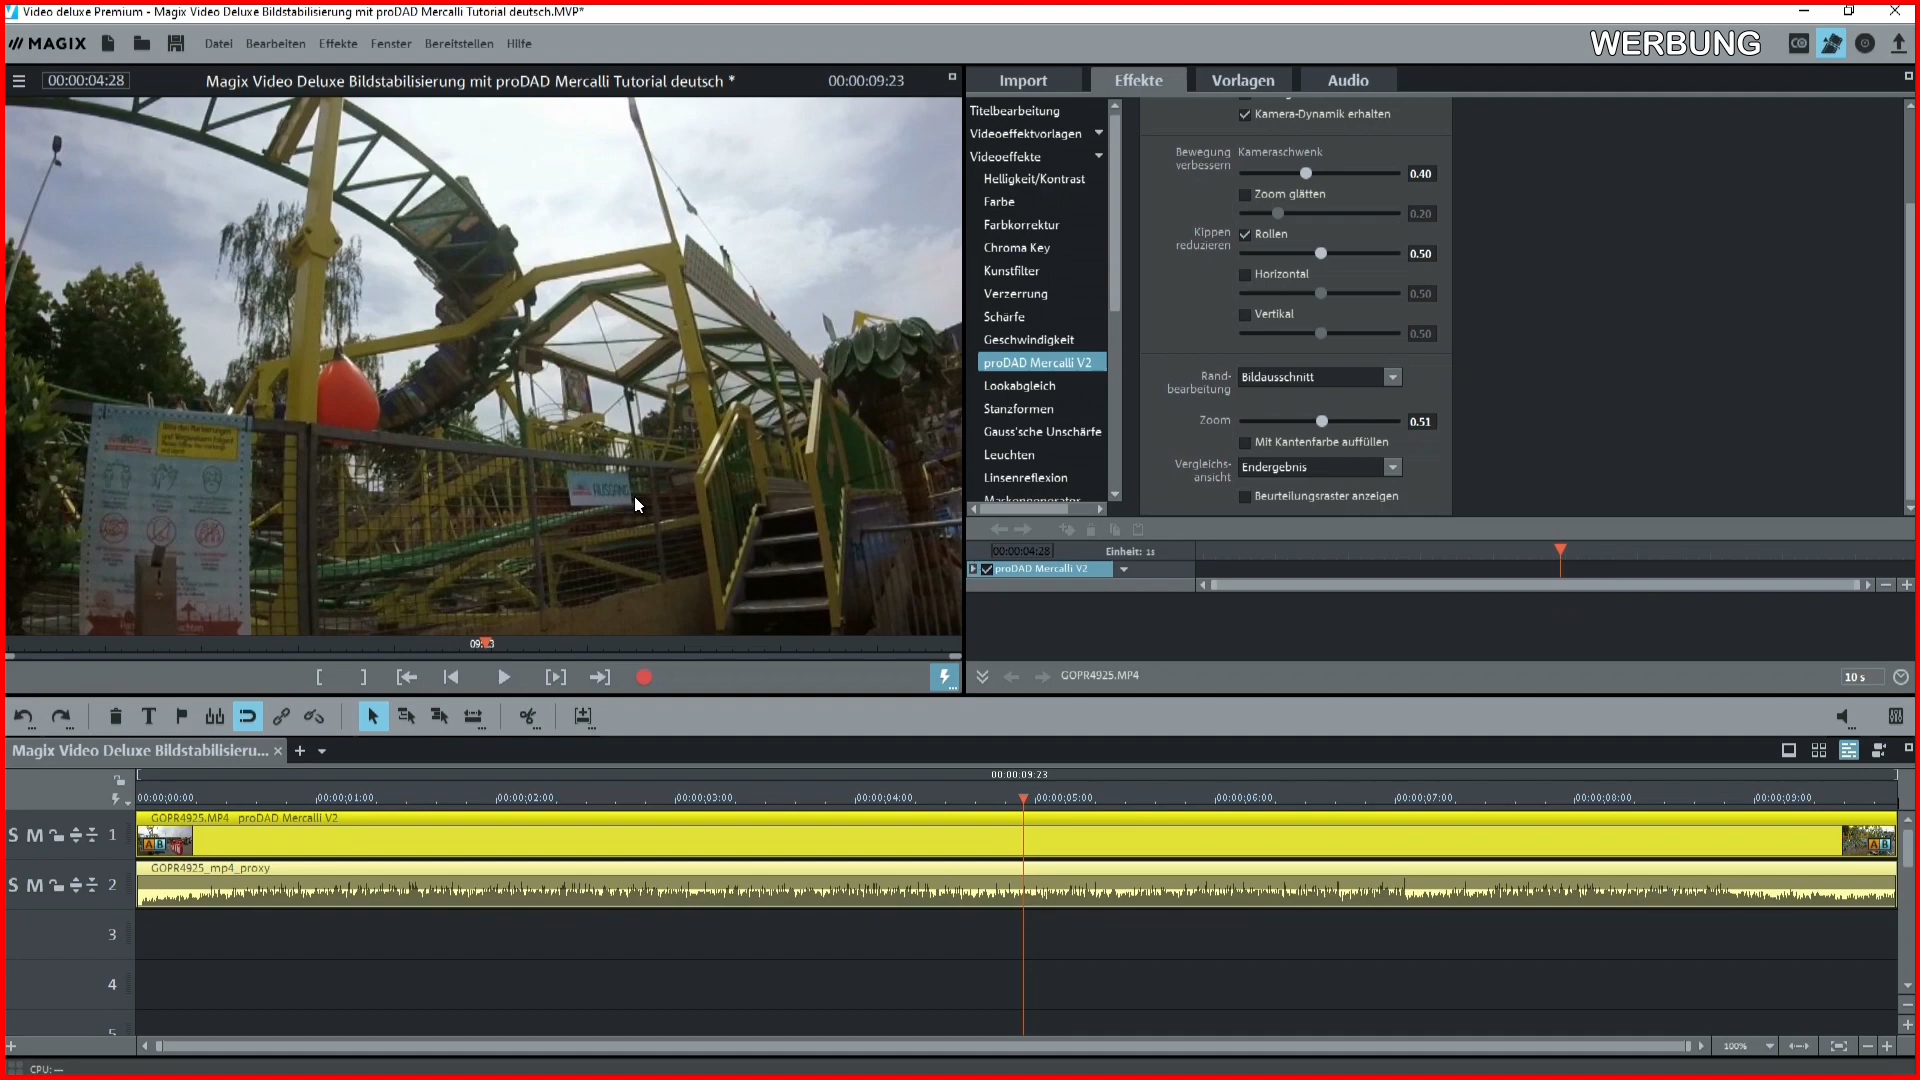 Video deluxe Premium - Magix Video Deluxe Bildstabilisierung mit proDAD Mercalli Tutorial deutsch.MVP*
MAGIX
Datei
Bearbeiten
Effekte
Fenster
Bereitstellen
Hilfe
WERBUNG
00:00:04:28
Magix Video Deluxe Bildstabilisierung mit proDAD Mercalli Tutorial deutsch *
00:00:09:23
Import
Effekte
Vorlagen
Audio
Titelbearbeitung
Videoeffektvorlagen
Videoeffekte
Helligkeit/Kontrast
Farbe
Farbkorrektur
Chroma Key
Kunstfilter
Verzerrung
Schärfe
Geschwindigkeit
proDAD Mercalli V2
Lookabgleich
Stanzformen
Gauss'sche Unschärfe
Leuchten
Linsenreflexion
Maskengenerator
Kamera-Dynamik erhalten
Bewegung verbessern
Kameraschwenk
0.40
Zoom glätten
0.20
Kippen reduzieren
Rollen
0.50
Horizontal
0.50
Vertikal
0.50
Rand-
bearbeitung
Bildausschnitt
Zoom
0.51
Mit Kantenfarbe auffüllen
Vergleichs-
ansicht
Endergebnis
Beurteilungsraster anzeigen
AUSGANG
00:00:04:28
Einheit: 1s
proDAD Mercalli V2
GOPR4925.MP4
10 s
Magix Video Deluxe Bildstabilisieru...
00:00:09:23
00:00:00:00
00:00:01:00
00:00:02:00
00:00:03:00
00:00:04:00
00:00:05:00
00:00:06:00
00:00:07:00
00:00:08:00
00:00:09:00
S M 1
GOPR4925.MP4 proDAD Mercalli V2
A B
A B
S M 2
GOPR4925_mp4_proxy
3
4
5
100%
CPU: —